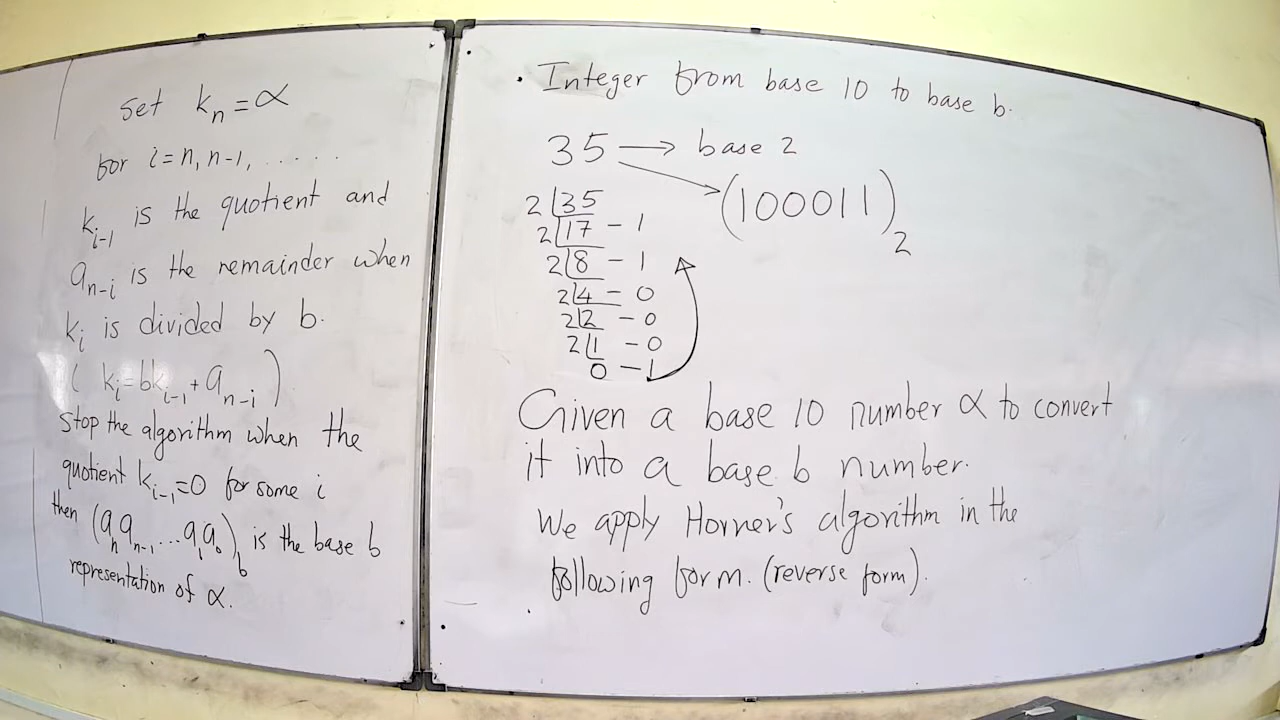 Set kₙ = α
for i = n, n-1, .....
k_{i-1} is the quotient and
a_{n-i} is the remainder when
k_i is divided by b.
( k_i = bk_{i-1} + a_{n-i} )
Stop the algorithm when the
quotient k_{i-1} = 0 for some i
then (a_n a_{n-1} ... a_1 a_0)_b is the base b
representation of α.
. Integer from base 10 to base b.
35 → base 2
(100011)₂
2 | 35
2 | 17 - 1
2 | 8 - 1
2 | 4 - 0
2 | 2 - 0
2 | 1 - 0
0 - 1
Given a base 10 number α to convert
it into a base b number.
We apply Horner's algorithm in the
following form. (reverse form).